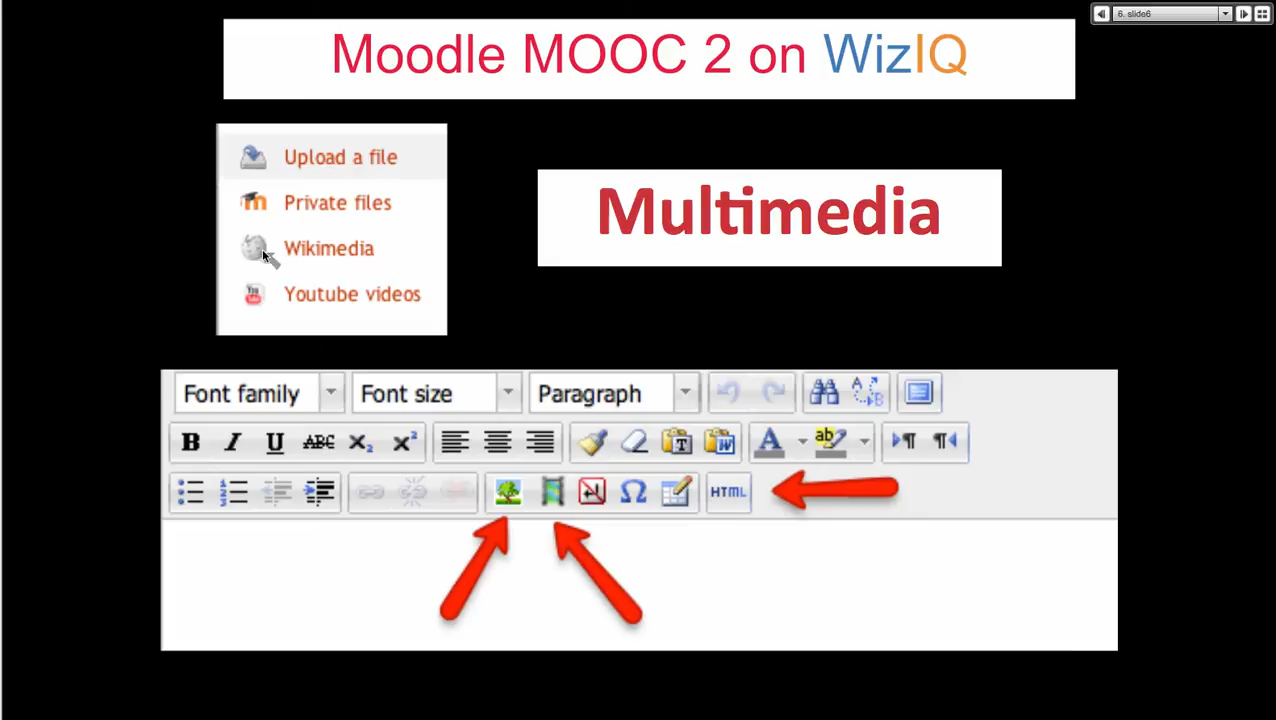 6. slide6
Moodle MOOC 2 on WizIQ
Upload a file
Private files
Wikimedia
Youtube videos
Multimedia
Font family Font size Paragraph
B I U ABC X₂ X² T W A ab
HTML